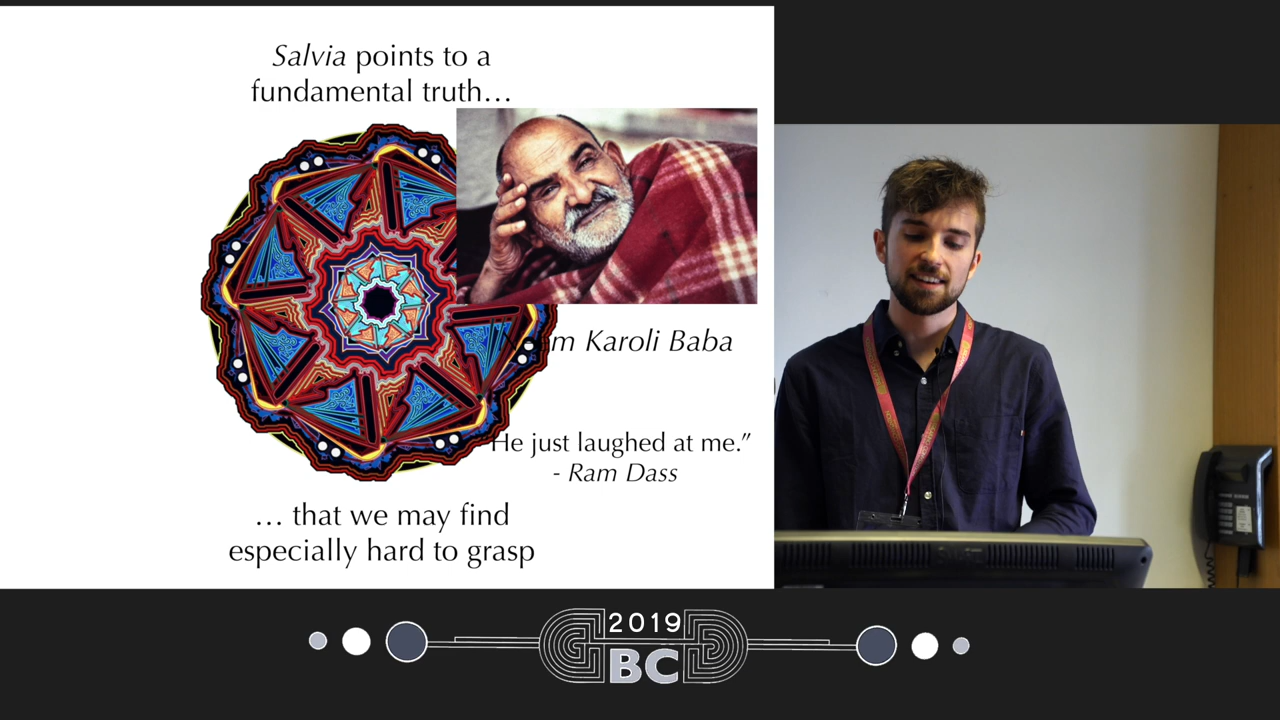 Salvia points to a
fundamental truth…
Karoli Baba
He just laughed at me.”
- Ram Dass
… that we may find
especially hard to grasp
2019
BC